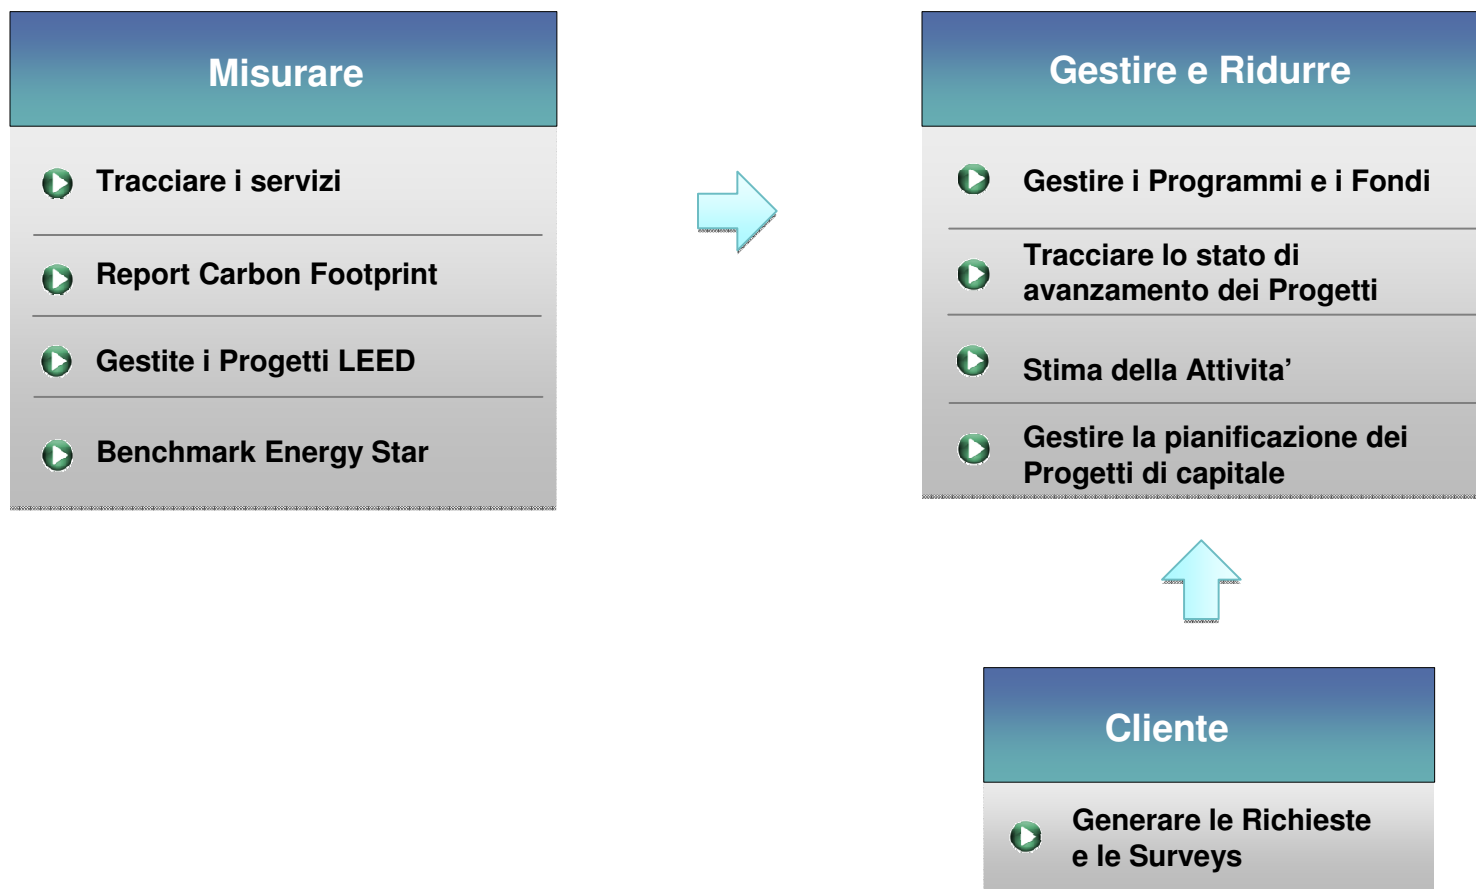 Misurare
Tracciare i servizi
Report Carbon Footprint
Gestite i Progetti LEED
Benchmark Energy Star
Gestire e Ridurre
Gestire i Programmi e i Fondi
Tracciare lo stato di
avanzamento dei Progetti
Stima della Attivita’
Gestire la pianificazione dei
Progetti di capitale
Cliente
Generare le Richieste
e le Surveys